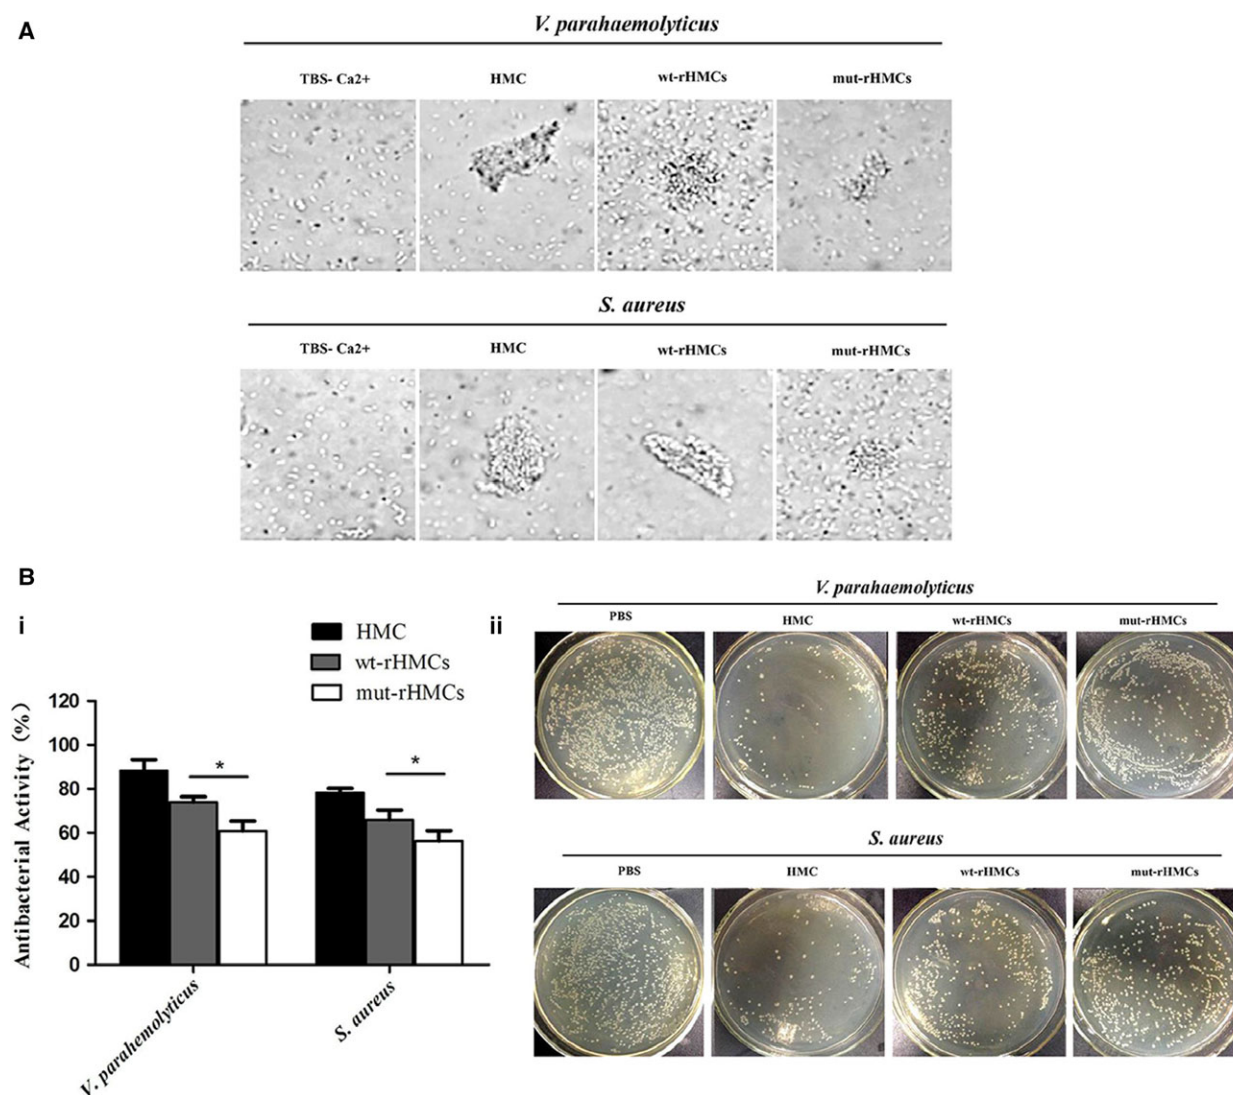 A
V. parahaemolyticus
TBS- Ca2+ HMC wt-rHMCs mut-rHMCs
S. aureus
TBS- Ca2+ HMC wt-rHMCs mut-rHMCs
B
i
HMC
wt-rHMCs
mut-rHMCs
Antibacterial Activity (%)
120
100
80
60
40
20
0
*
*
V. parahemolyticus
S. aureus
ii
V. parahaemolyticus
PBS HMC wt-rHMCs mut-rHMCs
S. aureus
PBS HMC wt-rHMCs mut-rHMCs